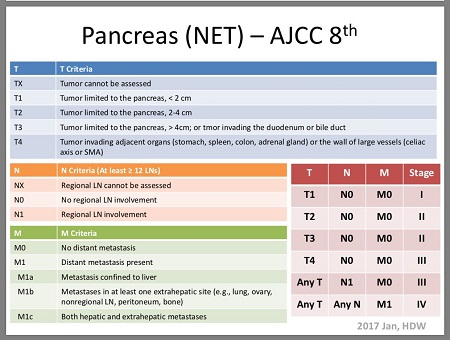 Pancreas (NET) – AJCC 8th
T T Criteria
TX Tumor cannot be assessed
T1 Tumor limited to the pancreas, < 2 cm
T2 Tumor limited to the pancreas, 2-4 cm
T3 Tumor limited to the pancreas, > 4cm; or tmor invading the duodenum or bile duct
T4 Tumor invading adjacent organs (stomach, spleen, colon, adrenal gland) or the wall of large vessels (celiac
axis or SMA)
N N Criteria (At least ≥ 12 LNs)
NX Regional LN cannot be assessed
N0 No regional LN involvement
N1 Regional LN involvement
M M Criteria
M0 No distant metastasis
M1 Distant metastasis present
M1a Metastasis confined to liver
M1b Metastases in at least one extrahepatic site (e.g., lung, ovary,
nonregional LN, peritoneum, bone)
M1c Both hepatic and extrahepatic metastases
T N M Stage
T1 N0 M0 I
T2 N0 M0 II
T3 N0 M0 II
T4 N0 M0 III
Any T N1 M0 III
Any T Any N M1 IV
2017 Jan, HDW